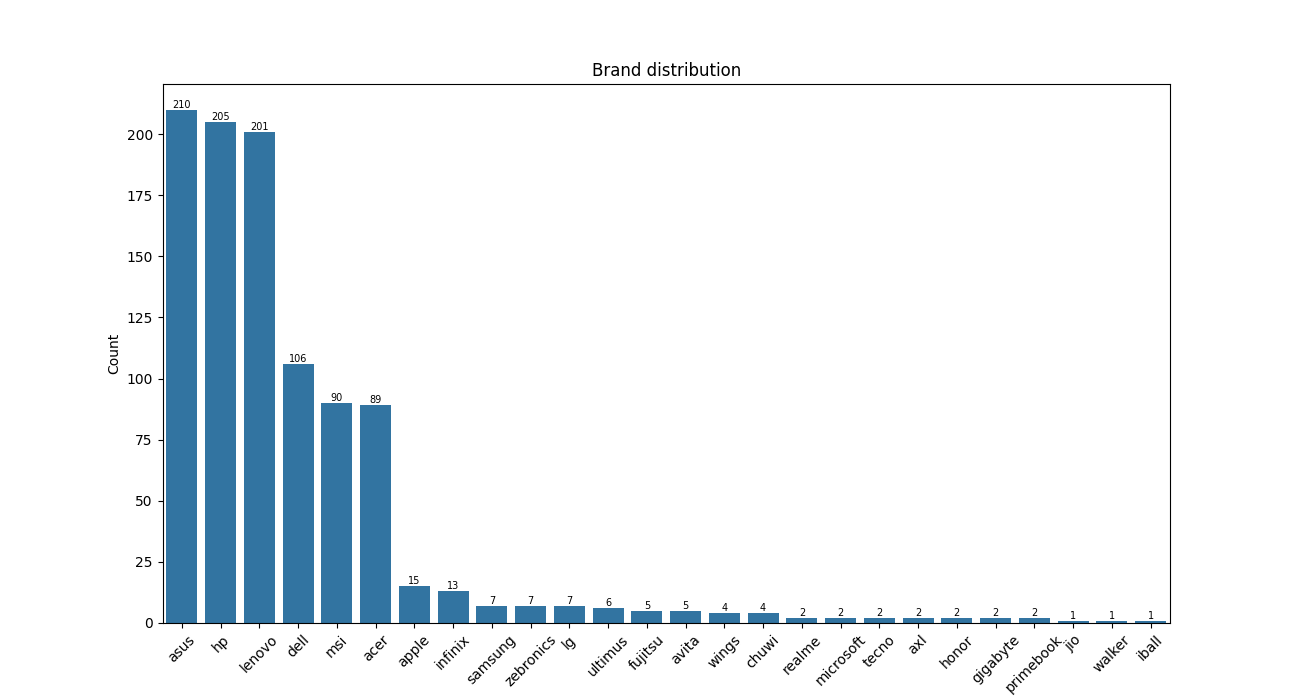 Brand distribution
Count
200
175
150
125
100
75
50
25
0
210
205
201
106
90
89
15
13
7
7
7
6
5
5
4
4
2
2
2
2
2
2
2
1
1
1
asus
hp
lenovo
dell
msi
acer
apple
infinix
samsung
zebronics
lg
ultimus
fujitsu
avita
wings
chuwi
realme
microsoft
tecno
axl
honor
gigabyte
primebook
jio
walker
iball